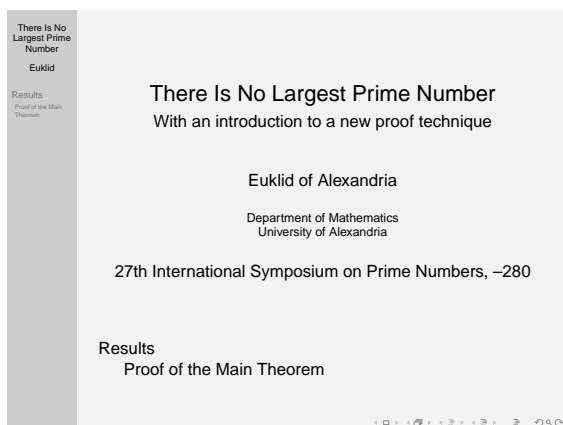 There Is No
Largest Prime
Number
Euklid
Results
Proof of the Main
Theorem
There Is No Largest Prime Number
With an introduction to a new proof technique
Euklid of Alexandria
Department of Mathematics
University of Alexandria
27th International Symposium on Prime Numbers, –280
Results
Proof of the Main Theorem